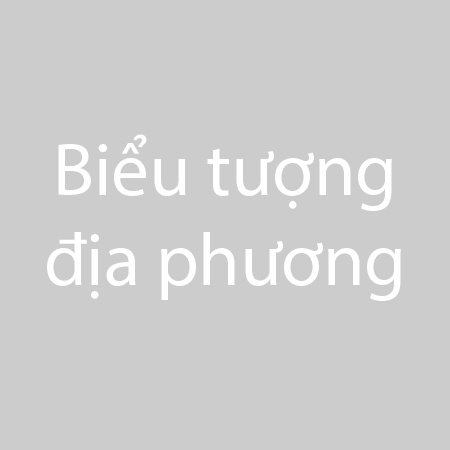 Biểu tượng
địa phương